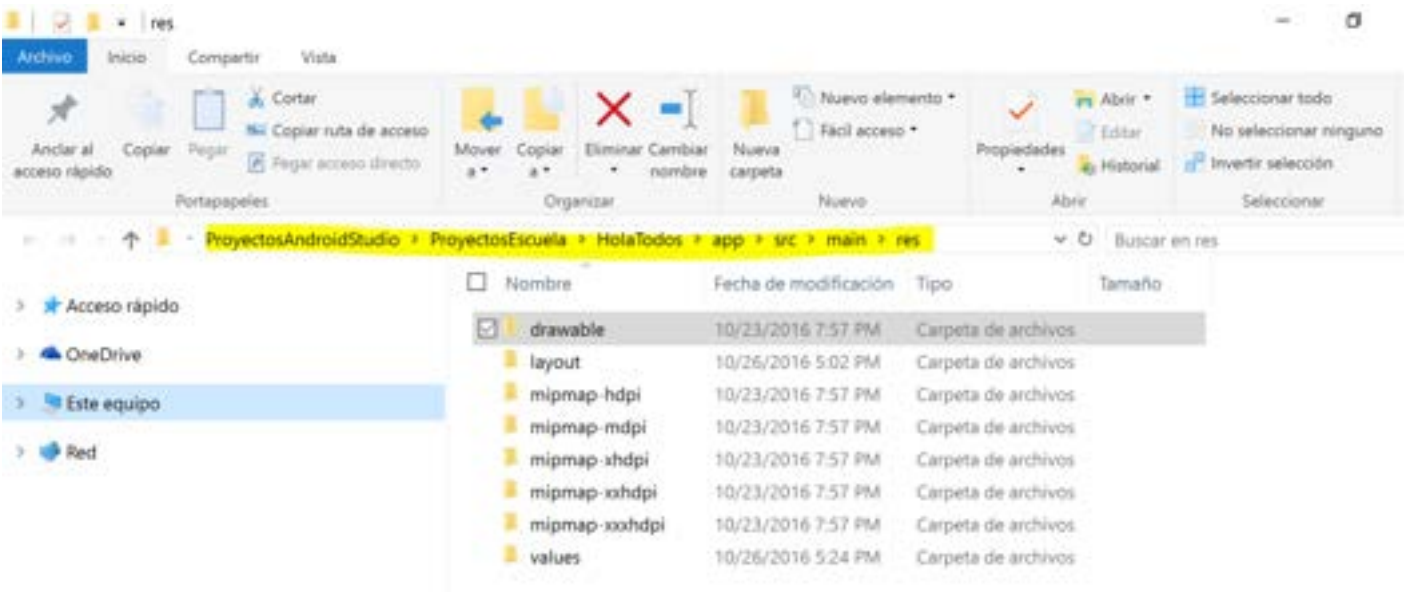 res
Archivo Inicio Compartir Vista
Anclar al acceso rápido
Copiar
Pegar
Cortar
Copiar ruta de acceso
Pegar acceso directo
Portapapeles
Mover a
Copiar a
Eliminar
Cambiar nombre
Organizar
Nueva carpeta
Nuevo elemento
Fácil acceso
Nuevo
Propiedades
Abrir
Editar
Historial
Abrir
Seleccionar todo
No seleccionar ninguno
Invertir selección
Seleccionar
ProyectosAndroidStudio > ProyectosEscuela > HolaTodos > app > src > main > res
Buscar en res
Acceso rápido
OneDrive
Este equipo
Red
Nombre Fecha de modificación Tipo Tamaño
drawable 10/23/2016 7:57 PM Carpeta de archivos
layout 10/26/2016 5:02 PM Carpeta de archivos
mipmap-hdpi 10/23/2016 7:57 PM Carpeta de archivos
mipmap-mdpi 10/23/2016 7:57 PM Carpeta de archivos
mipmap-xhdpi 10/23/2016 7:57 PM Carpeta de archivos
mipmap-xxhdpi 10/23/2016 7:57 PM Carpeta de archivos
mipmap-xxxhdpi 10/23/2016 7:57 PM Carpeta de archivos
values 10/26/2016 5:24 PM Carpeta de archivos